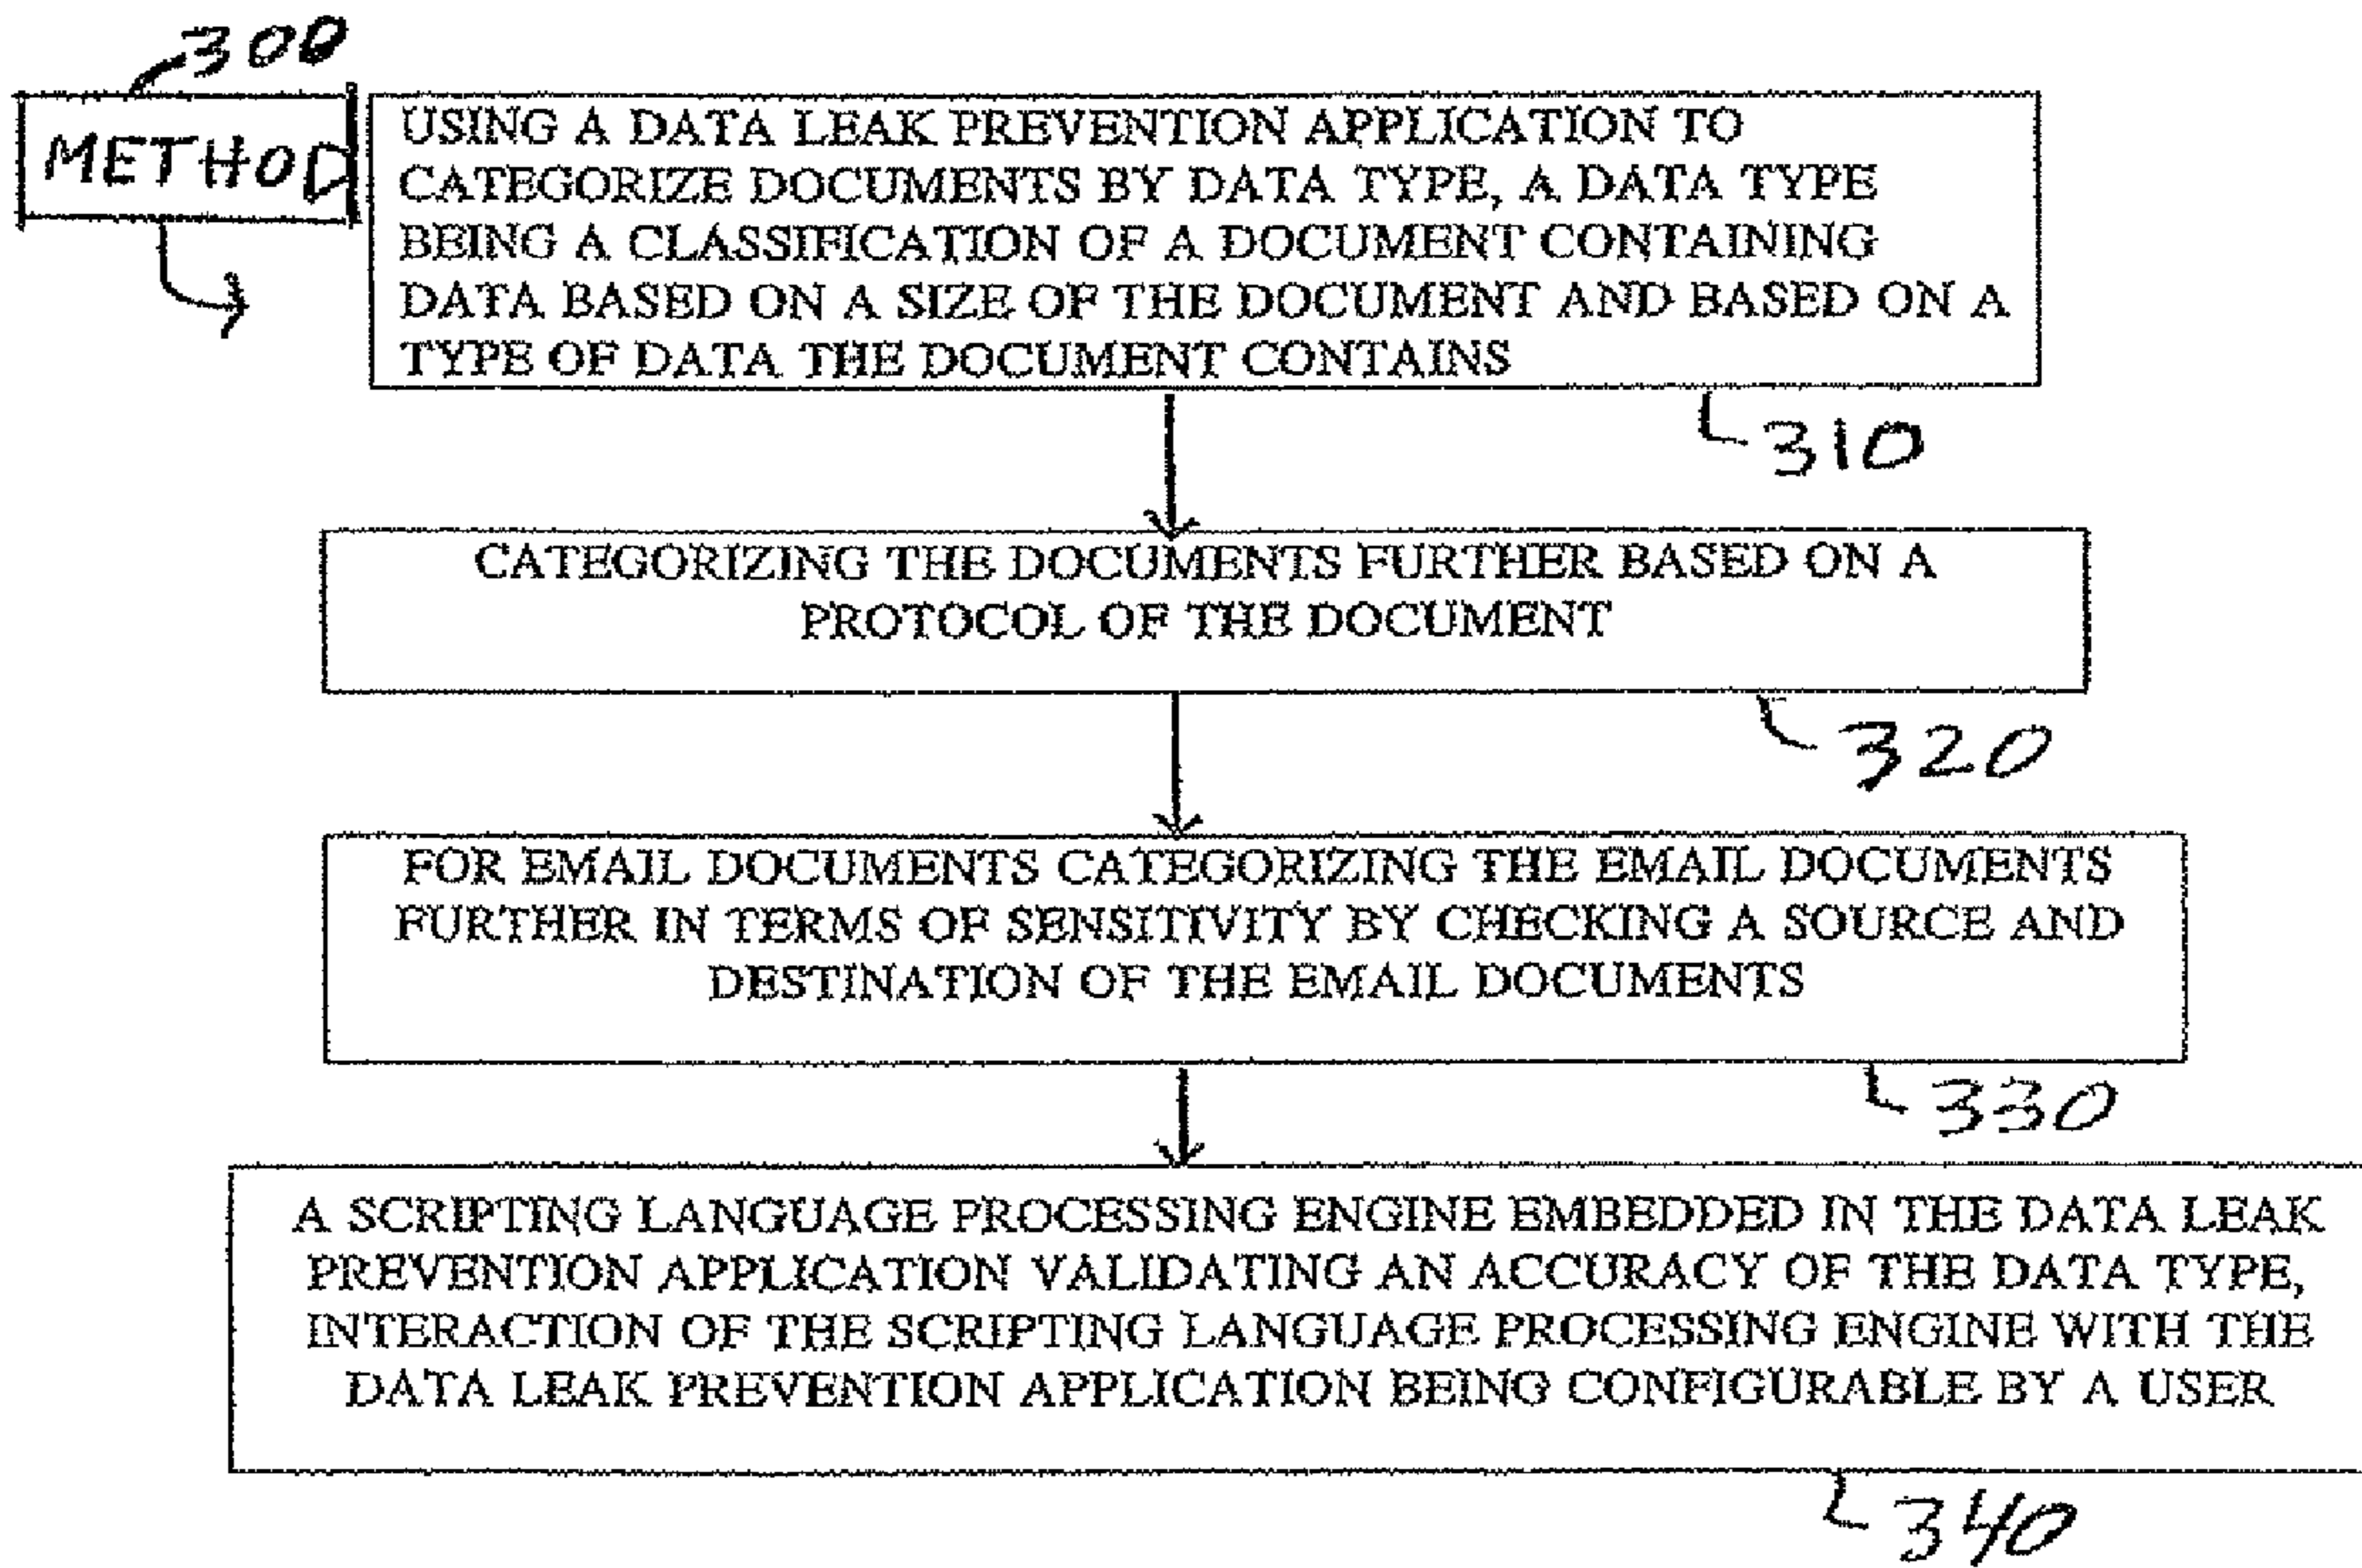 300
METHOD
USING A DATA LEAK PREVENTION APPLICATION TO
CATEGORIZE DOCUMENTS BY DATA TYPE, A DATA TYPE
BEING A CLASSIFICATION OF A DOCUMENT CONTAINING
DATA BASED ON A SIZE OF THE DOCUMENT AND BASED ON A
TYPE OF DATA THE DOCUMENT CONTAINS
310
CATEGORIZING THE DOCUMENTS FURTHER BASED ON A
PROTOCOL OF THE DOCUMENT
320
FOR EMAIL DOCUMENTS CATEGORIZING THE EMAIL DOCUMENTS
FURTHER IN TERMS OF SENSITIVITY BY CHECKING A SOURCE AND
DESTINATION OF THE EMAIL DOCUMENTS
330
A SCRIPTING LANGUAGE PROCESSING ENGINE EMBEDDED IN THE DATA LEAK
PREVENTION APPLICATION VALIDATING AN ACCURACY OF THE DATA TYPE,
INTERACTION OF THE SCRIPTING LANGUAGE PROCESSING ENGINE WITH THE
DATA LEAK PREVENTION APPLICATION BEING CONFIGURABLE BY A USER
340